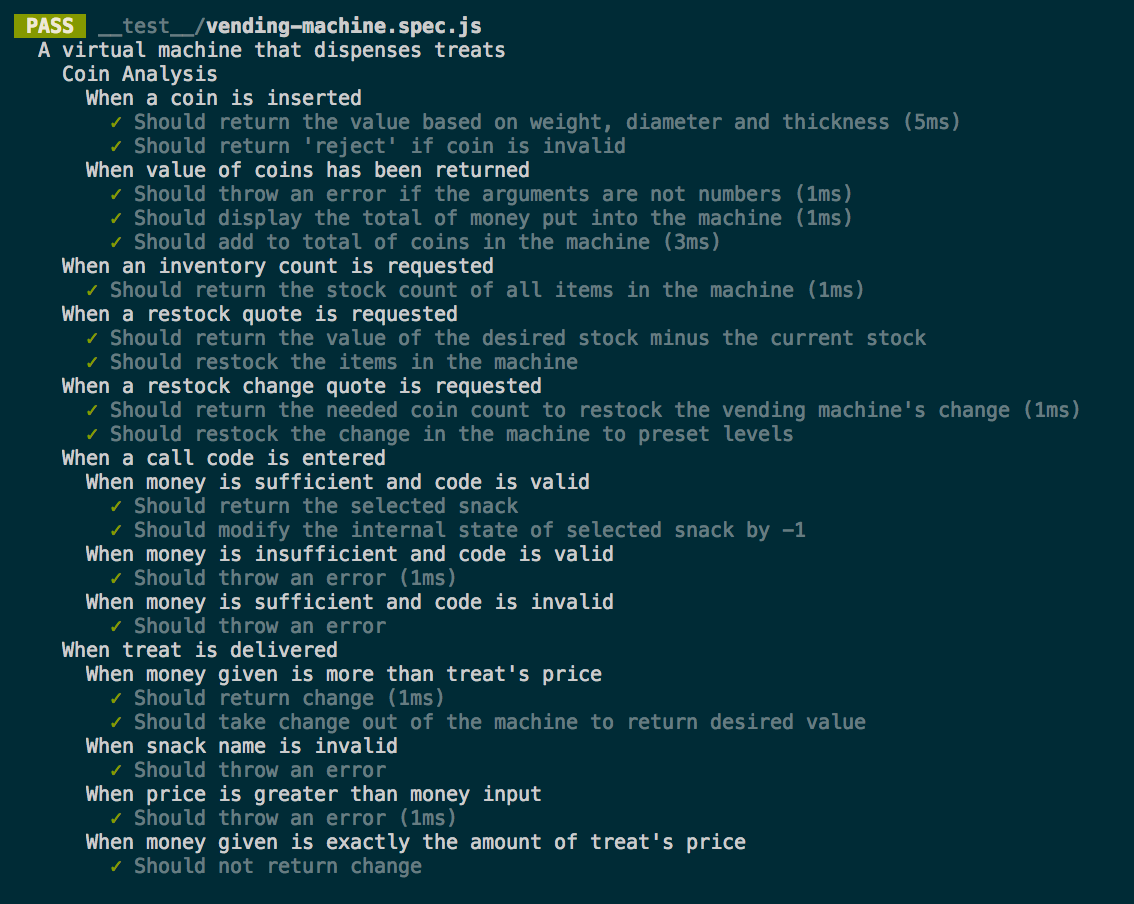 PASS __test__/vending-machine.spec.js
A virtual machine that dispenses treats
Coin Analysis
When a coin is inserted
✓ Should return the value based on weight, diameter and thickness (5ms)
✓ Should return 'reject' if coin is invalid
When value of coins has been returned
✓ Should throw an error if the arguments are not numbers (1ms)
✓ Should display the total of money put into the machine (1ms)
✓ Should add to total of coins in the machine (3ms)
When an inventory count is requested
✓ Should return the stock count of all items in the machine (1ms)
When a restock quote is requested
✓ Should return the value of the desired stock minus the current stock
✓ Should restock the items in the machine
When a restock change quote is requested
✓ Should return the needed coin count to restock the vending machine's change (1ms)
✓ Should restock the change in the machine to preset levels
When a call code is entered
When money is sufficient and code is valid
✓ Should return the selected snack
✓ Should modify the internal state of selected snack by -1
When money is insufficient and code is valid
✓ Should throw an error (1ms)
When money is sufficient and code is invalid
✓ Should throw an error
When treat is delivered
When money given is more than treat's price
✓ Should return change (1ms)
✓ Should take change out of the machine to return desired value
When snack name is invalid
✓ Should throw an error
When price is greater than money input
✓ Should throw an error (1ms)
When money given is exactly the amount of treat's price
✓ Should not return change